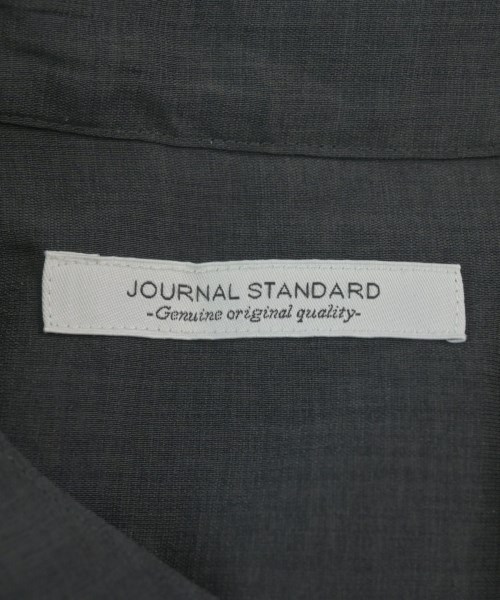 JOURNAL STANDARD
-Genuine original quality-